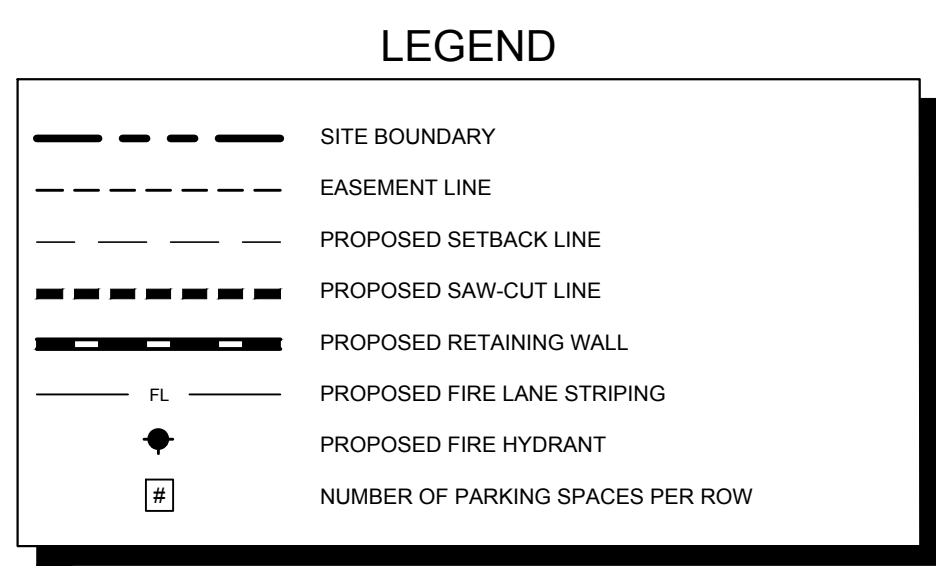 LEGEND
SITE BOUNDARY
EASEMENT LINE
PROPOSED SETBACK LINE
PROPOSED SAW-CUT LINE
PROPOSED RETAINING WALL
FL PROPOSED FIRE LANE STRIPING
PROPOSED FIRE HYDRANT
# NUMBER OF PARKING SPACES PER ROW